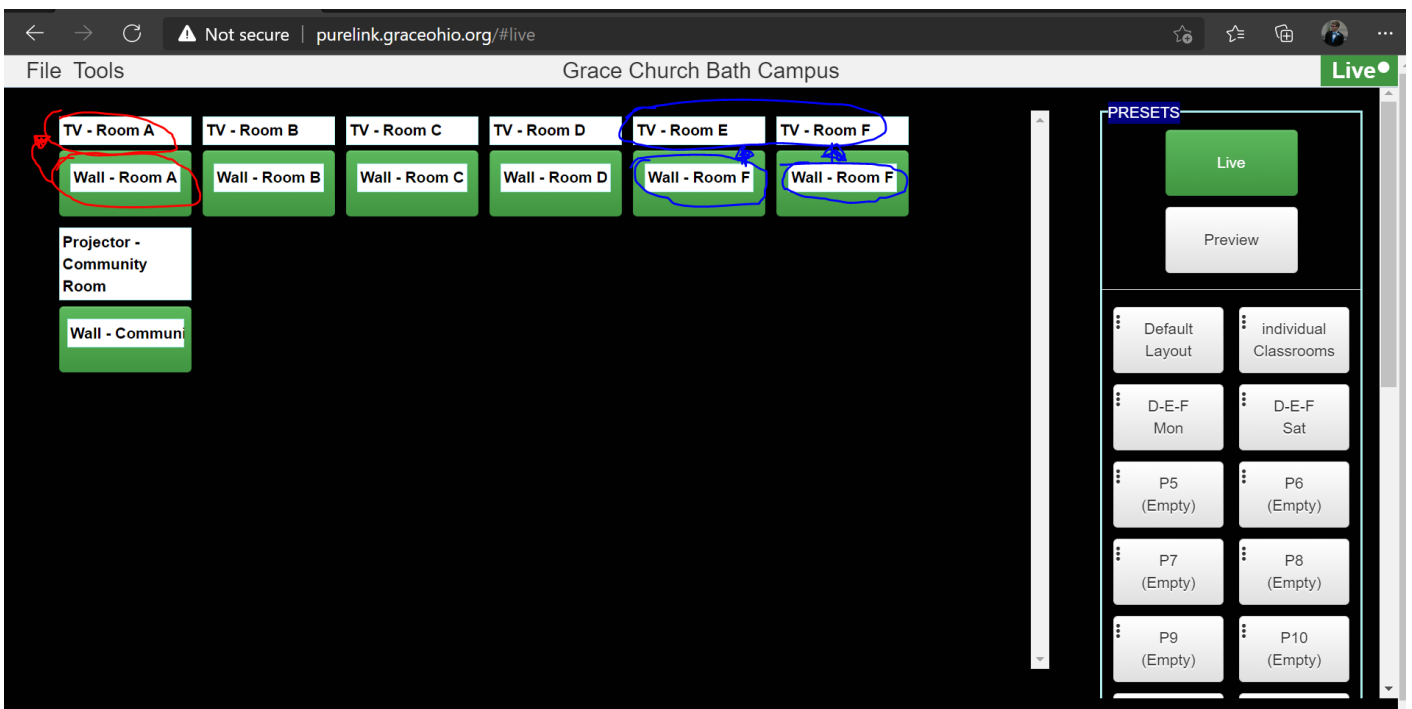 Not secure | purelink.graceohio.org/#live
File Tools
Grace Church Bath Campus
Live
TV - Room A
TV - Room B
TV - Room C
TV - Room D
TV - Room E
TV - Room F
Wall - Room A
Wall - Room B
Wall - Room C
Wall - Room D
Wall - Room F
Wall - Room F
Projector -
Community
Room
Wall - Communi
PRESETS
Live
Preview
Default
Layout
individual
Classrooms
D-E-F
Mon
D-E-F
Sat
P5
(Empty)
P6
(Empty)
P7
(Empty)
P8
(Empty)
P9
(Empty)
P10
(Empty)